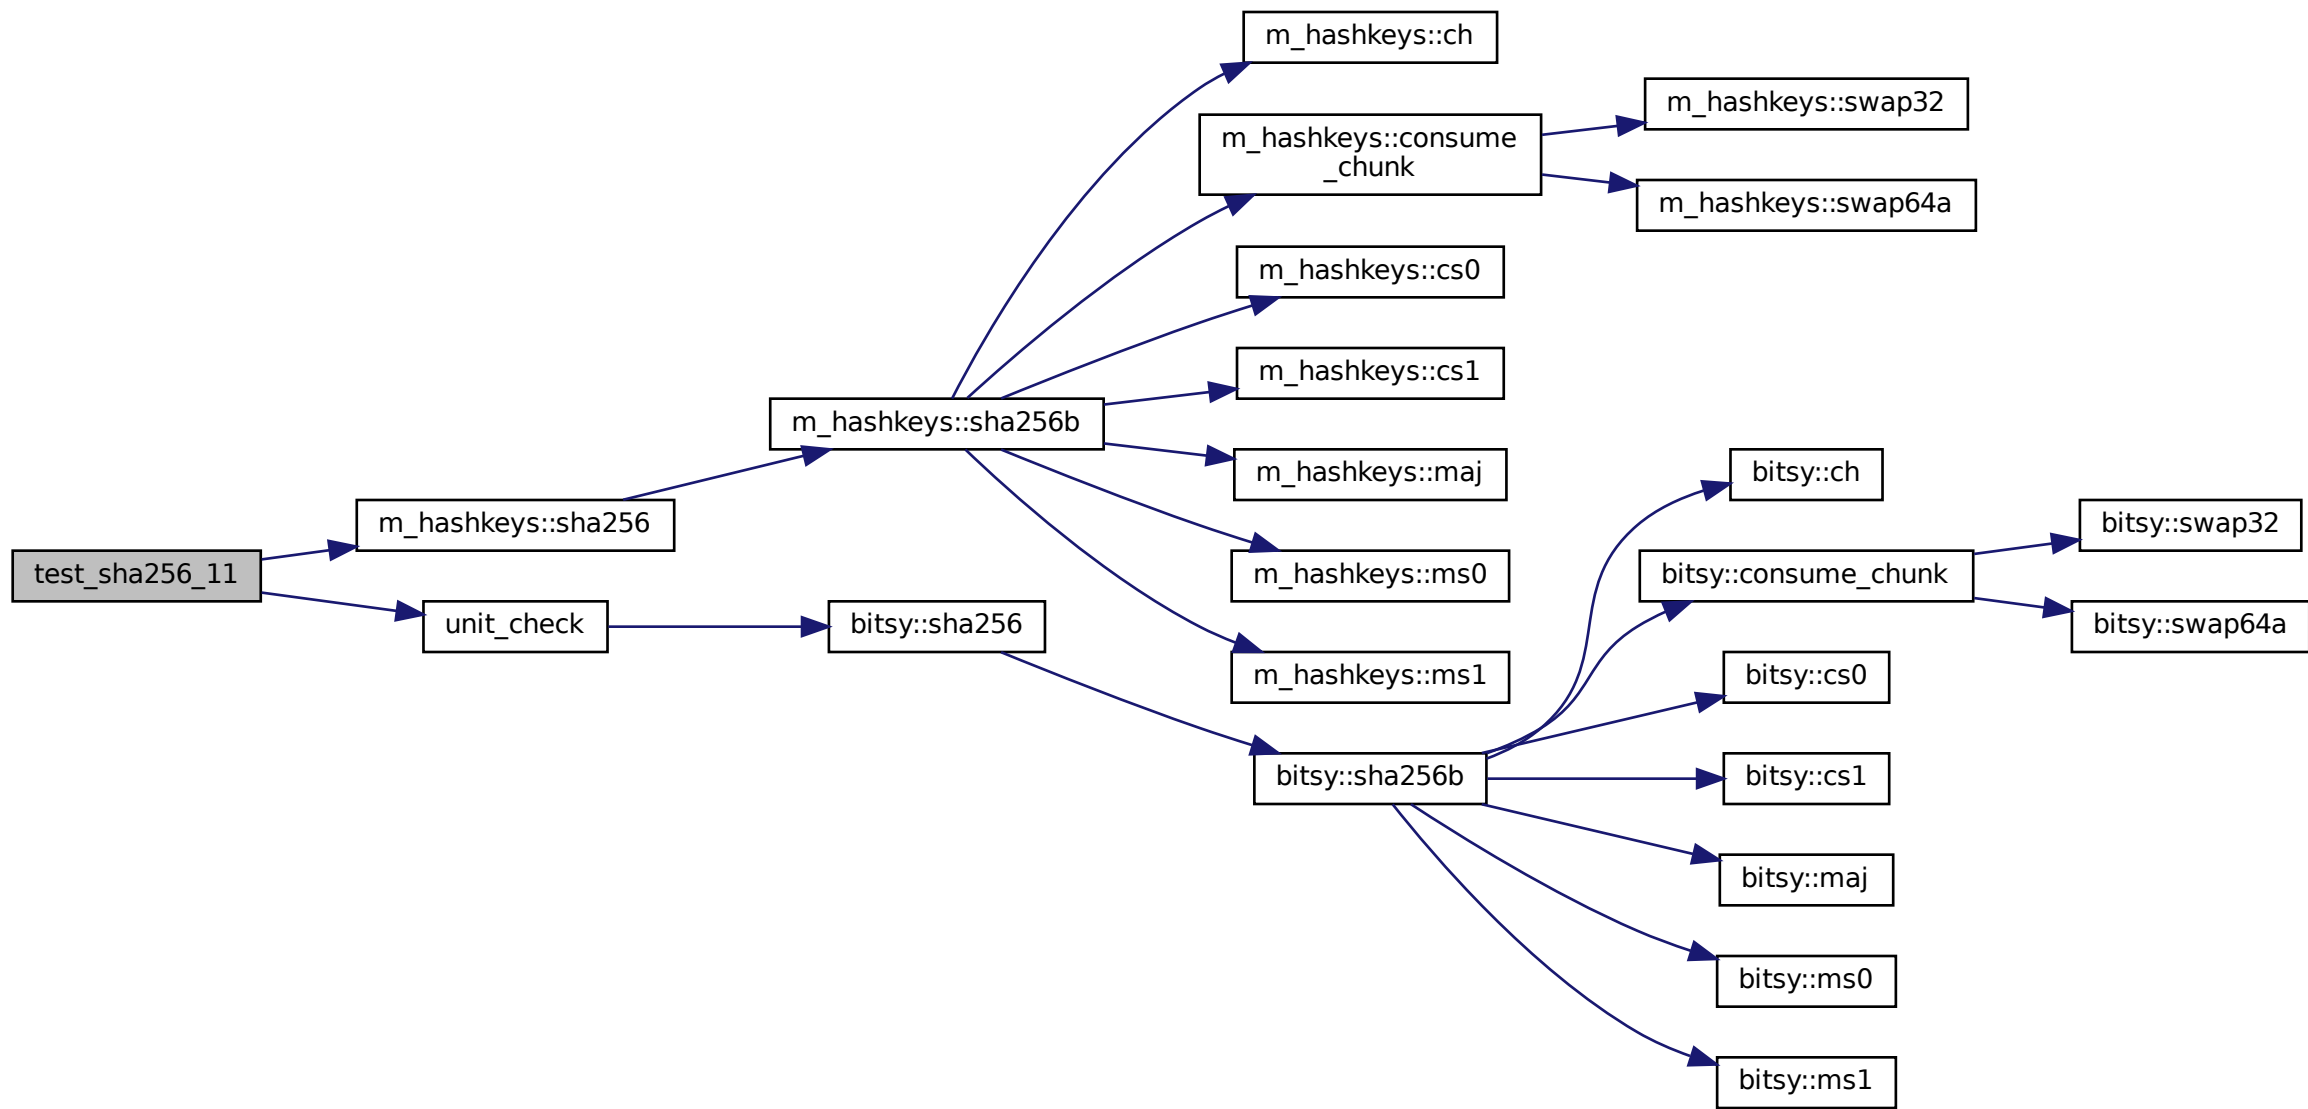 m_hashkeys::ch
m_hashkeys::swap32
m_hashkeys::consume
_chunk
m_hashkeys::swap64a
m_hashkeys::cs0
m_hashkeys::cs1
m_hashkeys::sha256b
m_hashkeys::maj
bitsy::ch
m_hashkeys::sha256
bitsy::swap32
test_sha256_11
m_hashkeys::ms0
bitsy::consume_chunk
unit_check
bitsy::sha256
bitsy::swap64a
m_hashkeys::ms1
bitsy::cs0
bitsy::sha256b
bitsy::cs1
bitsy::maj
bitsy::ms0
bitsy::ms1